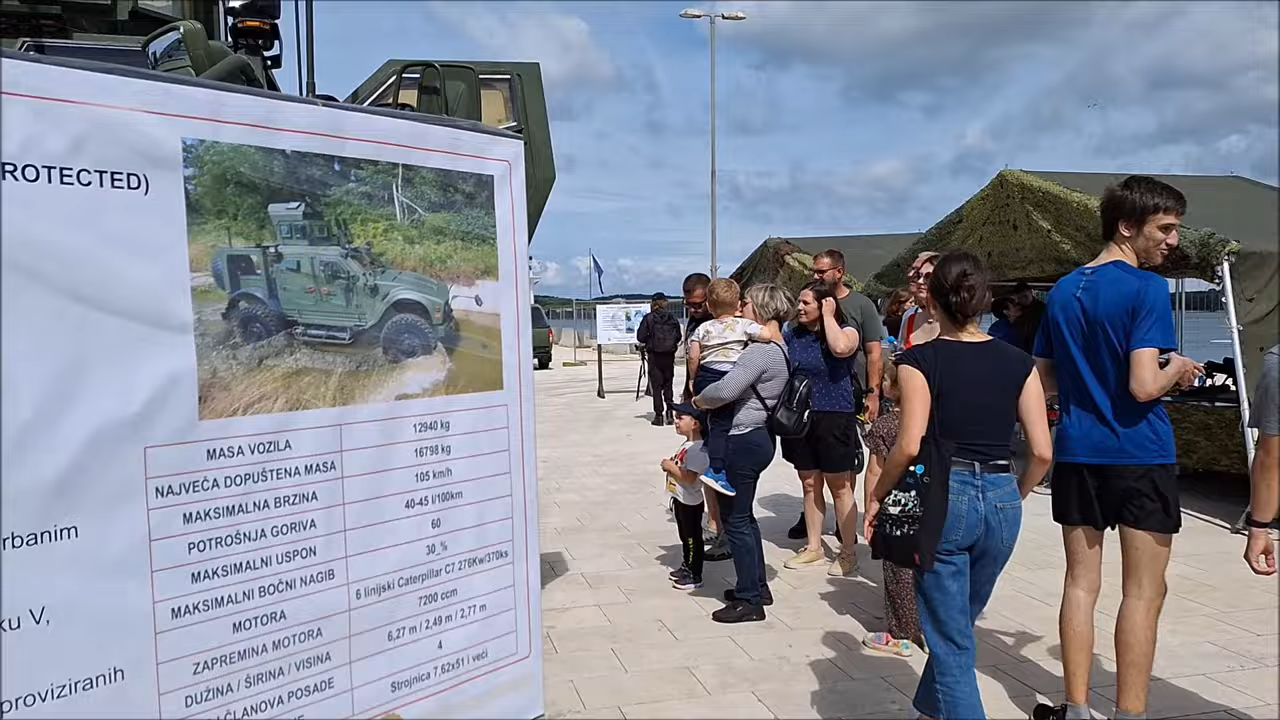 ROTECTED)
MASA VOZILA 12940 kg
NAJVEĆA DOPUŠTENA MASA 16798 kg
MAKSIMALNA BRZINA 105 km/h
POTROŠNJA GORIVA 40-45 l/100km
MAKSIMALNI USPON 60
MAKSIMALNI BOČNI NAGIB 30 %
MOTORA 6 linijski Caterpillar C7 276Kw/370ks
ZAPREMINA MOTORA 7200 ccm
DUŽINA / ŠIRINA / VISINA 6,27 m / 2,49 m / 2,77 m
ČLANOVA POSADE 4
Strojnica 7,62x51 i veći
rbanim
ku V,
proviziranih